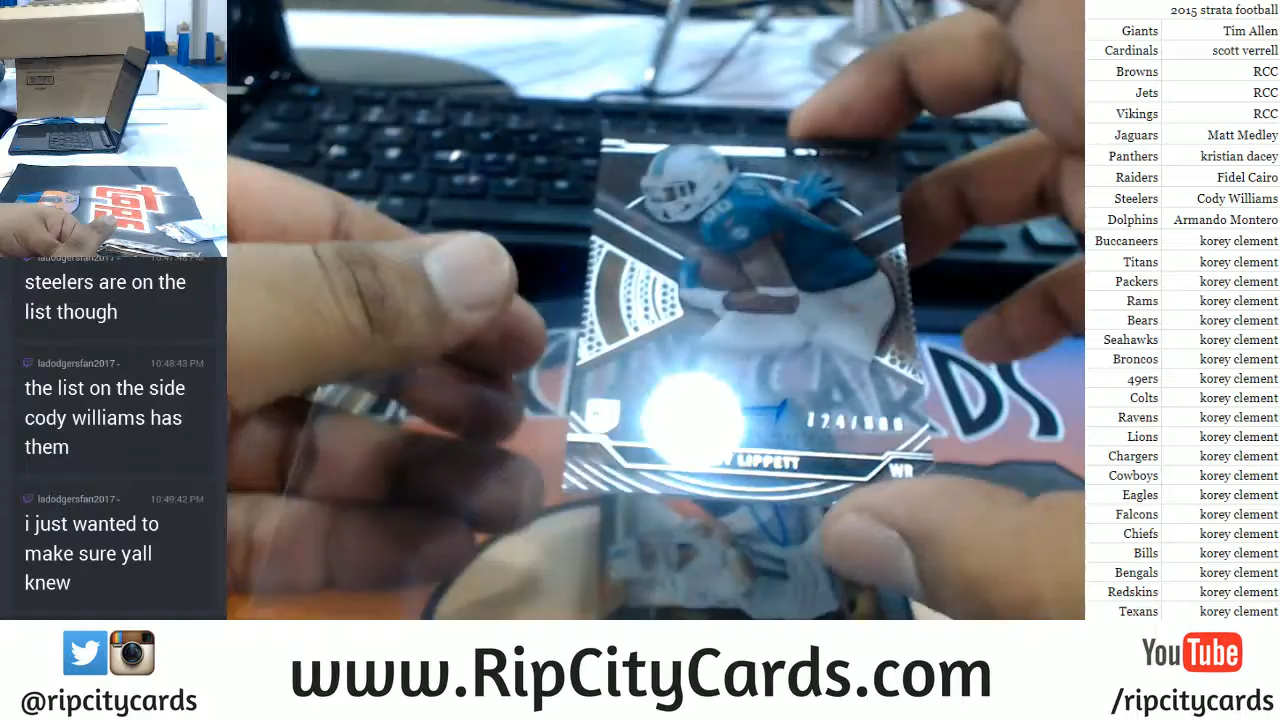 2015 strata football
Giants Tim Allen
Cardinals scott verrell
Browns RCC
Jets RCC
Vikings RCC
Jaguars Matt Medley
Panthers kristian dacey
Raiders Fidel Cairo
Steelers Cody Williams
Dolphins Armando Montero
Buccaneers korey clement
Titans korey clement
Packers korey clement
Rams korey clement
Bears korey clement
Seahawks korey clement
Broncos korey clement
49ers korey clement
Colts korey clement
Ravens korey clement
Lions korey clement
Chargers korey clement
Cowboys korey clement
Eagles korey clement
Falcons korey clement
Chiefs korey clement
Bills korey clement
Bengals korey clement
Redskins korey clement
Texans korey clement
steelers are on the
list though
ladodgersfan2017- 10:48:43 PM
the list on the side
cody williams has
them
ladodgersfan2017- 10:49:42 PM
i just wanted to
make sure yall
knew
LIPPETT
WR
www.RipCityCards.com
@ripcitycards
YouTube
/ripcitycards